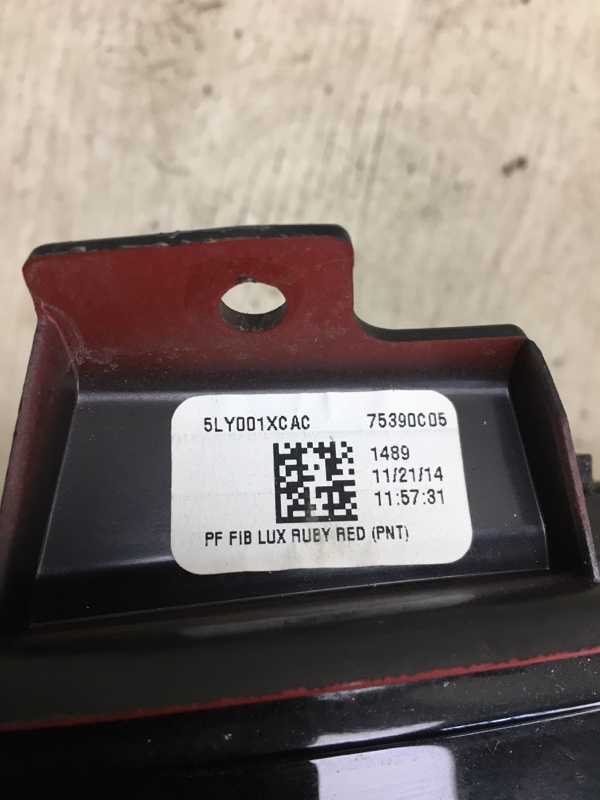 5LY001XCAC 75390C05
1489
11/21/14
11:57:31
PF FIB LUX RUBY RED (PNT)